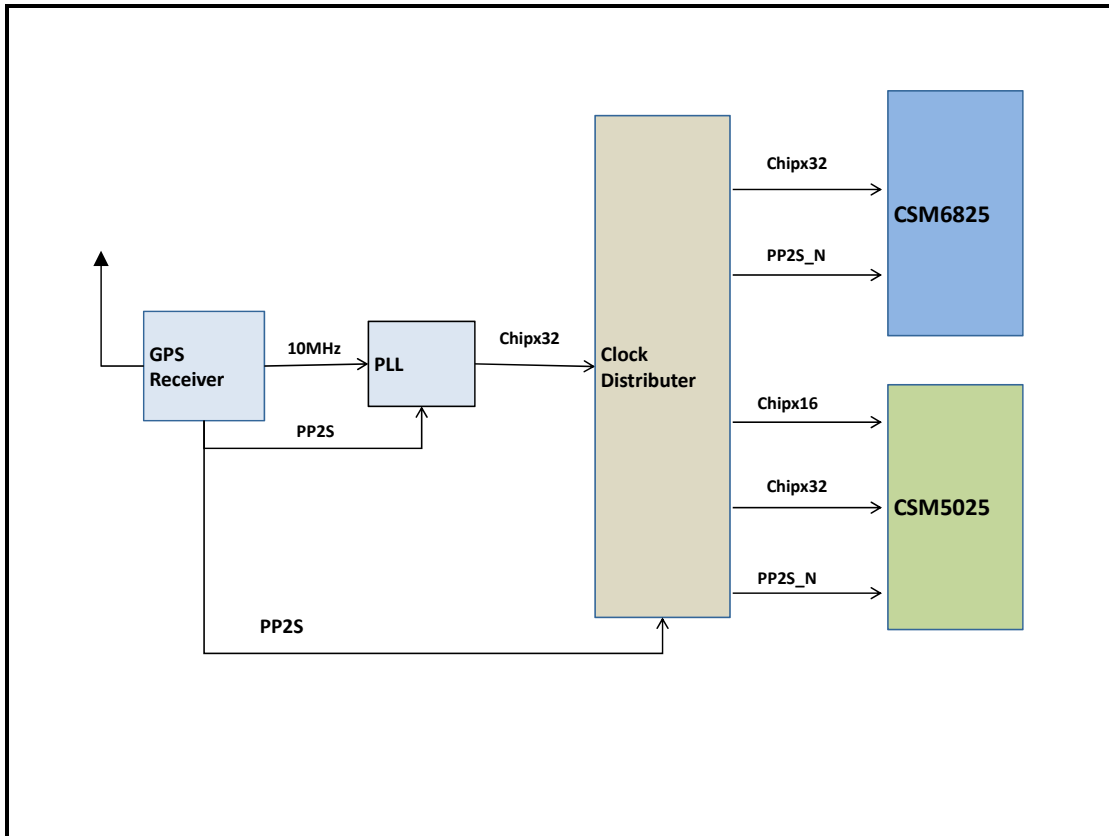 Chipx32
CSM6825
PP2S_N
GPS
Receiver
10MHz
PLL
Chipx32
Clock
Distributer
PP2S
Chipx16
Chipx32
CSM5025
PP2S_N
PP2S